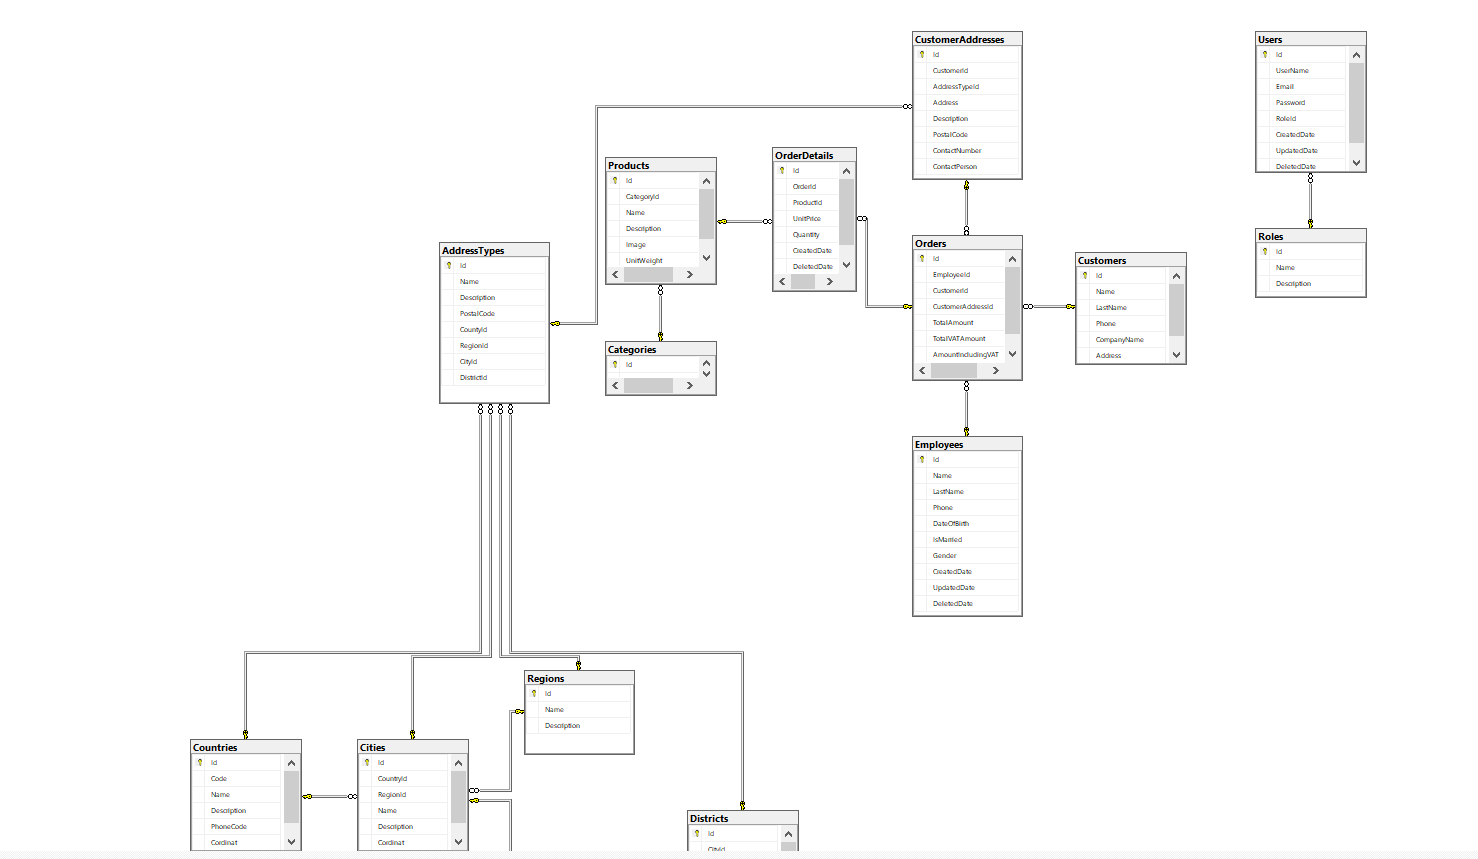 CustomerAddresses
Id
CustomerId
AddressTypeId
Address
Description
PostalCode
ContactNumber
ContactPerson
Users
Id
UserName
Email
Password
RoleId
CreatedDate
UpdatedDate
DeletedDate
Products
Id
CategoryId
Name
Description
Image
UnitWeight
OrderDetails
Id
OrderId
ProductId
UnitPrice
Quantity
CreatedDate
DeletedDate
AddressTypes
Id
Name
Description
PostalCode
CountyId
RegionId
CityId
DistrictId
Orders
Id
EmployeeId
CustomerId
CustomerAddressId
TotalAmount
TotalVATAmount
AmountIncludingVAT
Customers
Id
Name
LastName
Phone
CompanyName
Address
Roles
Id
Name
Description
Categories
Id
Employees
Id
Name
LastName
Phone
DateOfBirth
IsMarried
Gender
CreatedDate
UpdatedDate
DeletedDate
Regions
Id
Name
Description
Countries
Id
Code
Name
Description
PhoneCode
Cordinat
Cities
Id
CountryId
RegionId
Name
Description
Cordinat
Districts
Id
CityId